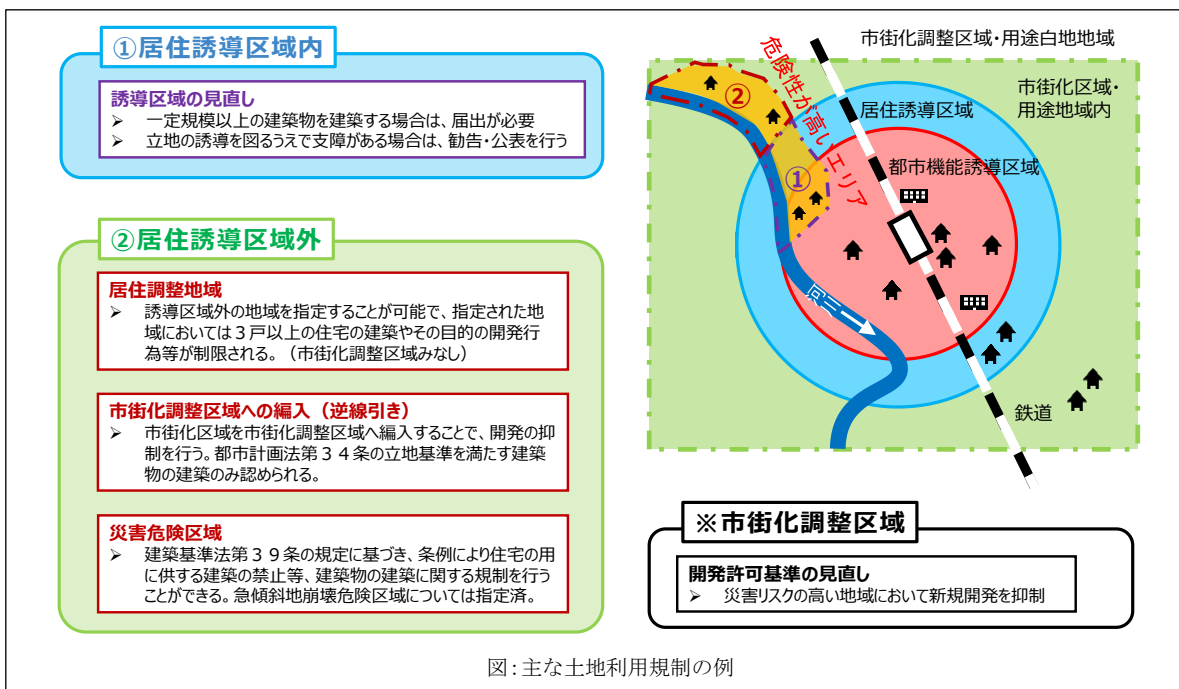 ①居住誘導区域内
誘導区域の見直し
➢ 一定規模以上の建築物を建築する場合は、届出が必要
➢ 立地の誘導を図るうえで支障がある場合は、勧告・公表を行う
②居住誘導区域外
居住調整地域
➢ 誘導区域外の地域を指定することが可能で、指定された地
域においては３戸以上の住宅の建築やその目的の開発行
為等が制限される。（市街化調整区域みなし）
市街化調整区域への編入（逆線引き）
➢ 市街化区域を市街化調整区域へ編入することで、開発の抑
制を行う。都市計画法第３４条の立地基準を満たす建築
物の建築のみ認められる。
災害危険区域
➢ 建築基準法第３９条の規定に基づき、条例により住宅の用
に供する建築の禁止等、建築物の建築に関する規制を行う
ことができる。急傾斜地崩壊危険区域については指定済。
市街化調整区域・用途白地地域
市街化区域・
用途地域内
危険性が高いエリア
居住誘導区域
都市機能誘導区域
②
①
河川
鉄道
※市街化調整区域
開発許可基準の見直し
➢ 災害リスクの高い地域において新規開発を抑制
図：主な土地利用規制の例